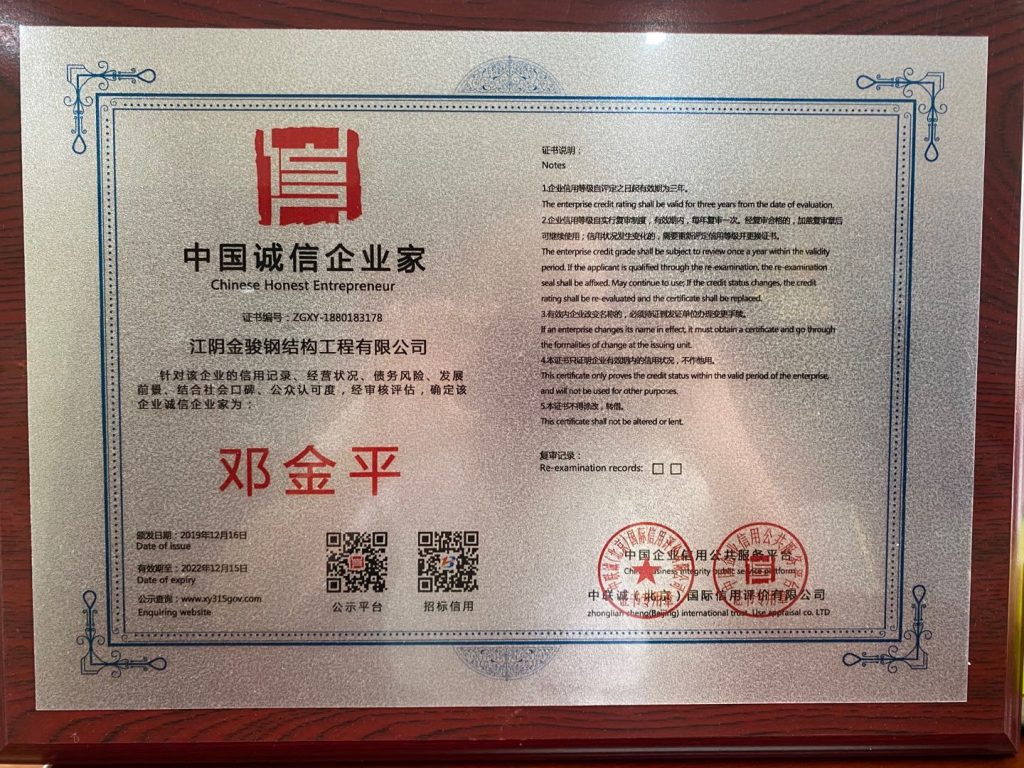 信
中国诚信企业家
Chinese Honest Entrepreneur
证书编号：ZGXY-1880183178
江阴金骏钢结构工程有限公司
针对该企业的信用记录、经营状况、债务风险、发展
前景、结合社会口碑、公众认可度，经审核评估，确定该
企业诚信企业家为：
邓金平
颁发日期：2019年12月16日
Date of issue
有效期至：2022年12月15日
Date of expiry
公示查询：www.xy315gov.com
Enquiring website
公示平台
招标信用
证书说明：
Notes
1.企业信用等级自评定之日起有效期为三年。
The enterprise credit rating shall be valid for three years from the date of evaluation.
2.企业信用等级自实行复审制度，有效期内，每年复审一次。经复审合格的，加盖复审章后
可继续使用；信用状况发生变化的，需要重新评定信用等级并更换证书。
The enterprise credit grade shall be subject to review once a year within the validity
period. If the applicant is qualified through the re-examination, the re-examination
seal shall be affixed. May continue to use; If the credit status changes, the credit
rating shall be re-evaluated and the certificate shall be replaced.
3.有效内企业改变名称的，必须持证到发证单位办理变更手续。
If an enterprise changes its name in effect, it must obtain a certificate and go through
the formalities of change at the issuing unit.
4.本证书只证明企业有效期内的信用状况，不作他用。
This certificate only proves the credit status within the valid period of the enterprise,
and will not be used for other purposes.
5.本证书不得涂改，转借。
This certificate shall not be altered or lent.
复审记录：
Re-examination records:
中国企业信用公共服务平台
China business integrity public service platform
中联诚（北京）国际信用评价有限公司
zhonglian cheng(Beijing) international trust. Use appraisal co. LTD